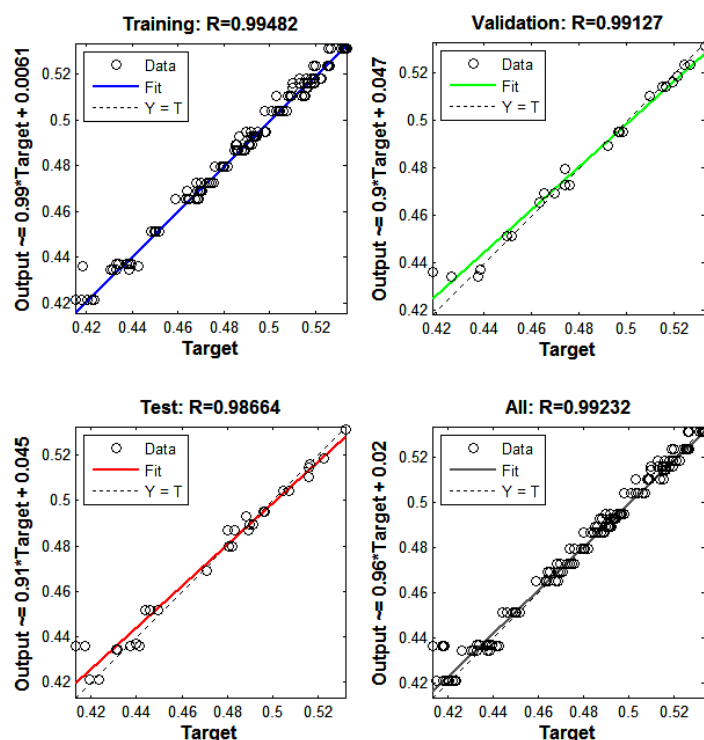 Training: R=0.99482
Output ~= 0.99*Target + 0.0061
Data
Fit
Y = T
0.52
0.5
0.48
0.46
0.44
0.42
0.42 0.44 0.46 0.48 0.5 0.52
Target
Validation: R=0.99127
Output ~= 0.9*Target + 0.047
Data
Fit
Y = T
0.52
0.5
0.48
0.46
0.44
0.42
0.42 0.44 0.46 0.48 0.5 0.52
Target
Test: R=0.98664
Output ~= 0.91*Target + 0.045
Data
Fit
Y = T
0.52
0.5
0.48
0.46
0.44
0.42
0.42 0.44 0.46 0.48 0.5 0.52
Target
All: R=0.99232
Output ~= 0.96*Target + 0.02
Data
Fit
Y = T
0.52
0.5
0.48
0.46
0.44
0.42
0.42 0.44 0.46 0.48 0.5 0.52
Target